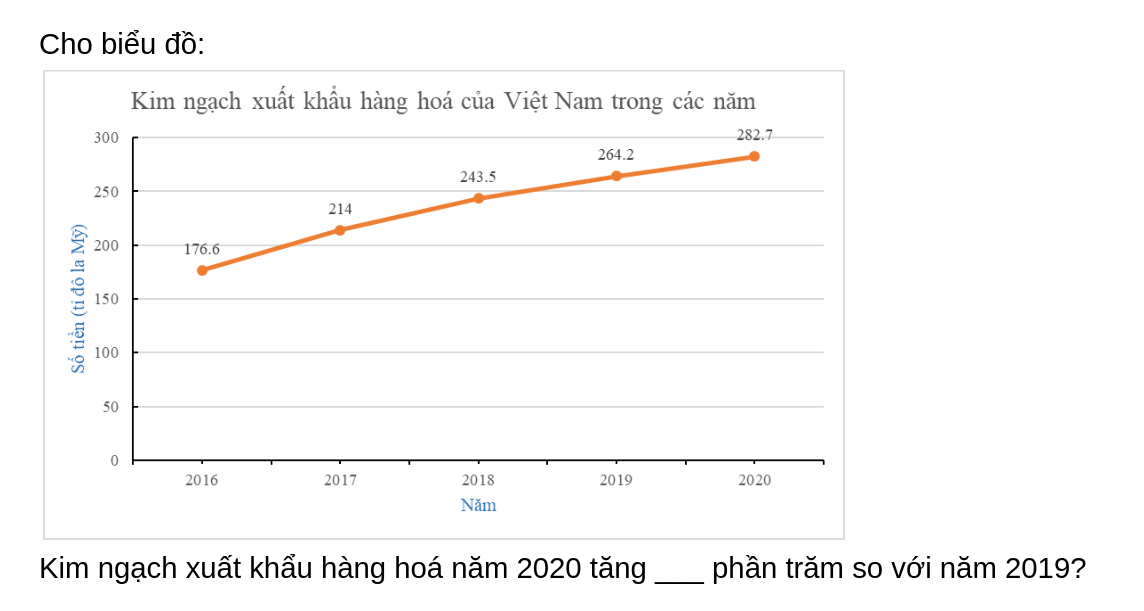 Cho biểu đồ:
Kim ngạch xuất khẩu hàng hoá của Việt Nam trong các năm
300
250
200
150
100
50
0
Số tiền (tỉ đô la Mỹ)
176.6
214
243.5
264.2
282.7
2016 2017 2018 2019 2020
Năm
Kim ngạch xuất khẩu hàng hoá năm 2020 tăng ___ phần trăm so với năm 2019?